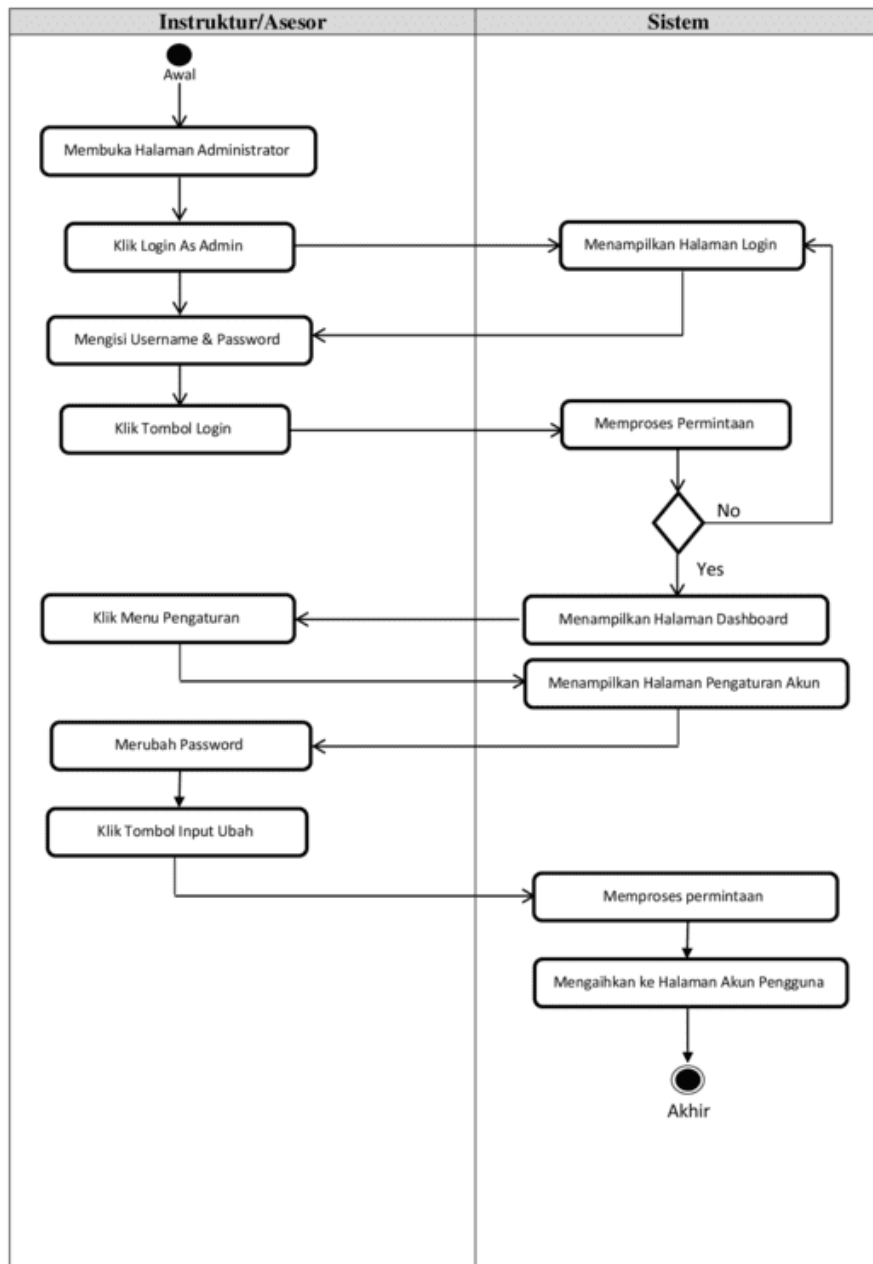 Instruktur/Asesor
Sistem
Awal
Membuka Halaman Administrator
Klik Login As Admin
Menampilkan Halaman Login
Mengisi Username & Password
Klik Tombol Login
Memproses Permintaan
No
Yes
Klik Menu Pengaturan
Menampilkan Halaman Dashboard
Menampilkan Halaman Pengaturan Akun
Merubah Password
Klik Tombol Input Ubah
Memproses permintaan
Mengaihkan ke Halaman Akun Pengguna
Akhir